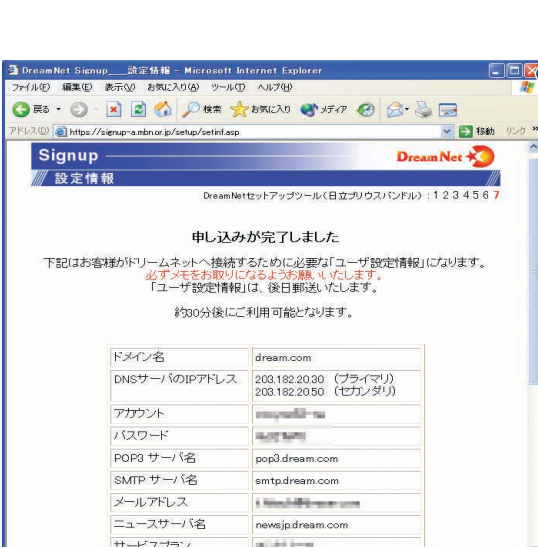 DreamNet Signup___設定情報 - Microsoft Internet Explorer
ファイル(F) 編集(E) 表示(V) お気に入り(A) ツール(T) ヘルプ(H)
戻る 検索 お気に入り メディア
アドレス(D) https://signup-a.mbn.or.jp/setup/setinf.asp 移動 リンク »
Signup
DreamNet
設定情報
DreamNetセットアップツール(日立プリウスバンドル) : 1 2 3 4 5 6 7
申し込みが完了しました
下記はお客様がドリームネットへ接続するために必要な「ユーザ設定情報」になります。
必ずメモをお取りになるようお願いいたします。
「ユーザ設定情報」は、後日郵送いたします。
約30分後にご利用可能となります。
ドメイン名 dream.com
DNSサーバのIPアドレス 203.182.20.30 (プライマリ)
203.182.20.50 (セカンダリ)
アカウント
パスワード
POP3 サーバ名 pop3.dream.com
SMTP サーバ名 smtp.dream.com
メールアドレス
ニュースサーバ名 newsjp.dream.com
サービスプラン